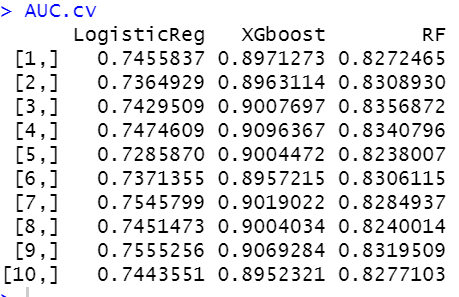 > AUC.cv
LogisticReg XGboost RF
[1,] 0.7455837 0.8971273 0.8272465
[2,] 0.7364929 0.8963114 0.8308930
[3,] 0.7429509 0.9007697 0.8356872
[4,] 0.7474609 0.9096367 0.8340796
[5,] 0.7285870 0.9004472 0.8238007
[6,] 0.7371355 0.8957215 0.8306115
[7,] 0.7545799 0.9019022 0.8284937
[8,] 0.7451473 0.9004034 0.8240014
[9,] 0.7555256 0.9069284 0.8319509
[10,] 0.7443551 0.8952321 0.8277103
>